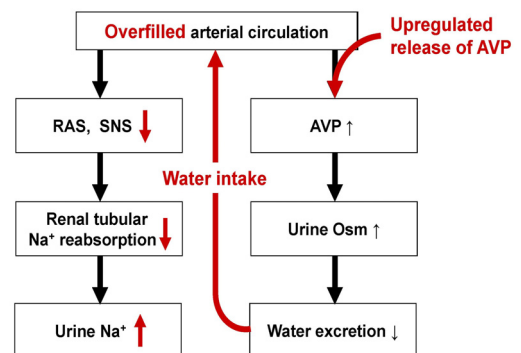 Overfilled arterial circulation
Upregulated
release of AVP
RAS, SNS ↓
AVP ↑
Water intake
Renal tubular
Na⁺ reabsorption ↓
Urine Osm ↑
Urine Na⁺ ↑
Water excretion ↓